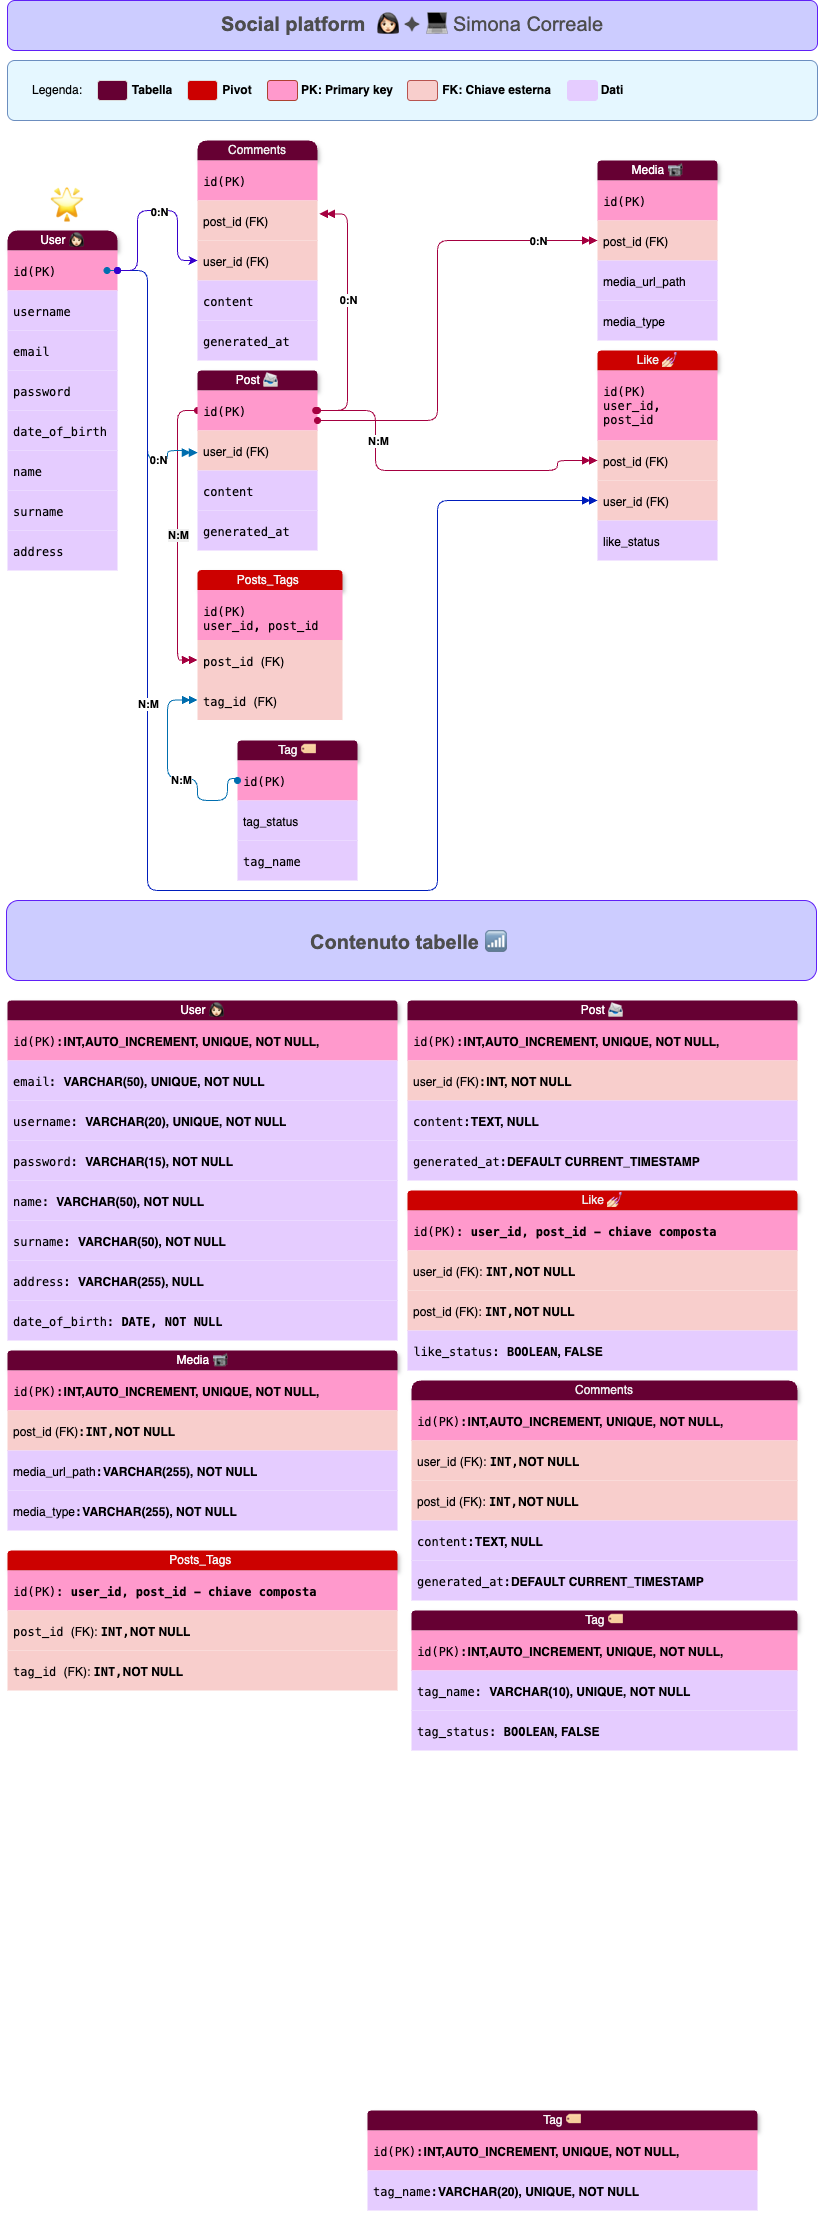 Social platform Simona Correale
Legenda: Tabella Pivot PK: Primary key FK: Chiave esterna Dati
Comments
id(PK)
post_id (FK)
user_id (FK)
content
generated_at
Media
id(PK)
post_id (FK)
media_url_path
media_type
User
id(PK)
username
email
password
date_of_birth
name
surname
address
0:N
0:N
0:N
Like
id(PK)
user_id,
post_id
post_id (FK)
user_id (FK)
like_status
Post
id(PK)
user_id (FK)
content
generated_at
N:M
0:N
N:M
Posts_Tags
id(PK)
user_id, post_id
post_id (FK)
tag_id (FK)
N:M
Tag
id(PK)
tag_status
tag_name
N:M
Contenuto tabelle
User
id(PK):INT,AUTO_INCREMENT, UNIQUE, NOT NULL,
email: VARCHAR(50), UNIQUE, NOT NULL
username: VARCHAR(20), UNIQUE, NOT NULL
password: VARCHAR(15), NOT NULL
name: VARCHAR(50), NOT NULL
surname: VARCHAR(50), NOT NULL
address: VARCHAR(255), NULL
date_of_birth: DATE, NOT NULL
Post
id(PK):INT,AUTO_INCREMENT, UNIQUE, NOT NULL,
user_id (FK):INT, NOT NULL
content:TEXT, NULL
generated_at:DEFAULT CURRENT_TIMESTAMP
Like
id(PK): user_id, post_id – chiave composta
user_id (FK): INT,NOT NULL
post_id (FK): INT,NOT NULL
like_status: BOOLEAN, FALSE
Media
id(PK):INT,AUTO_INCREMENT, UNIQUE, NOT NULL,
post_id (FK):INT,NOT NULL
media_url_path:VARCHAR(255), NOT NULL
media_type:VARCHAR(255), NOT NULL
Comments
id(PK):INT,AUTO_INCREMENT, UNIQUE, NOT NULL,
user_id (FK): INT,NOT NULL
post_id (FK): INT,NOT NULL
content:TEXT, NULL
generated_at:DEFAULT CURRENT_TIMESTAMP
Posts_Tags
id(PK): user_id, post_id – chiave composta
post_id (FK): INT,NOT NULL
tag_id (FK): INT,NOT NULL
Tag
id(PK):INT,AUTO_INCREMENT, UNIQUE, NOT NULL,
tag_name: VARCHAR(10), UNIQUE, NOT NULL
tag_status: BOOLEAN, FALSE
Tag
id(PK):INT,AUTO_INCREMENT, UNIQUE, NOT NULL,
tag_name:VARCHAR(20), UNIQUE, NOT NULL